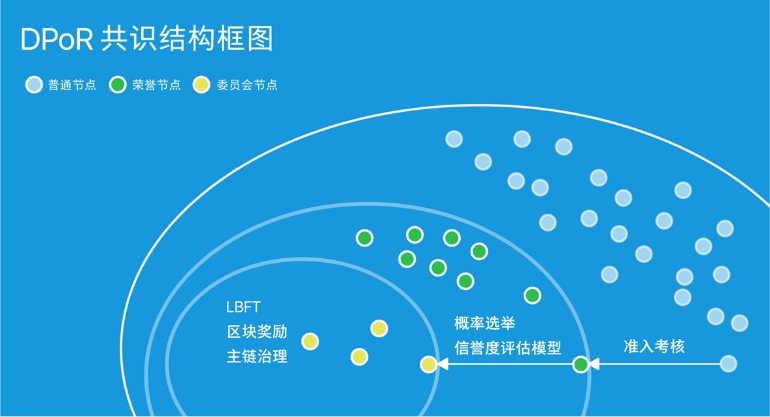 DPoR 共识结构框图
普通节点 荣誉节点 委员会节点
LBFT
区块奖励
主链治理
概率选举
信誉度评估模型
准入考核